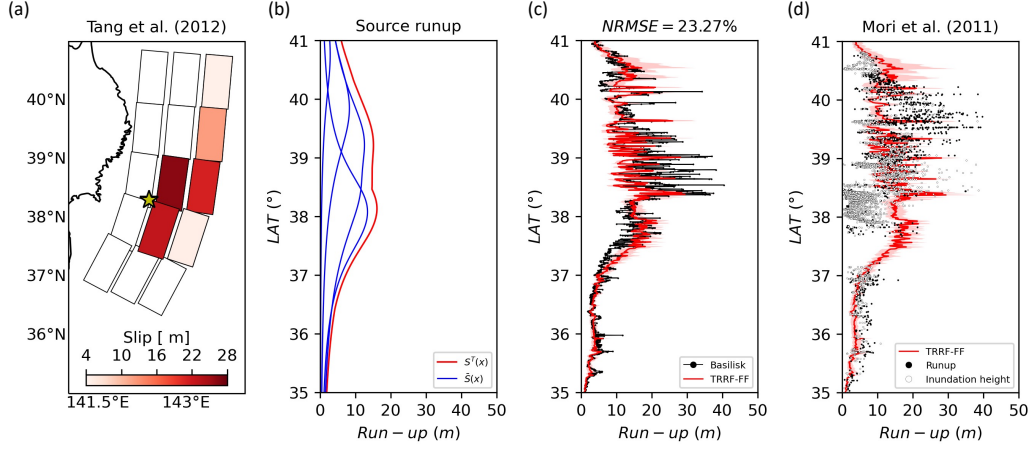 (a)
Tang et al. (2012)
40°N
39°N
38°N
37°N
36°N
Slip [ m]
4 10 16 22 28
141.5°E 143°E
(b)
Source runup
LAT (°)
41
40
39
38
37
36
35
S^T(x)
S̄(x)
0 10 20 30 40 50
Run − up (m)
(c)
NRMSE = 23.27%
LAT (°)
41
40
39
38
37
36
35
Basilisk
TRRF-FF
0 10 20 30 40 50
Run − up (m)
(d)
Mori et al. (2011)
LAT (°)
41
40
39
38
37
36
35
TRRF-FF
Runup
Inundation height
0 10 20 30 40 50
Run − up (m)